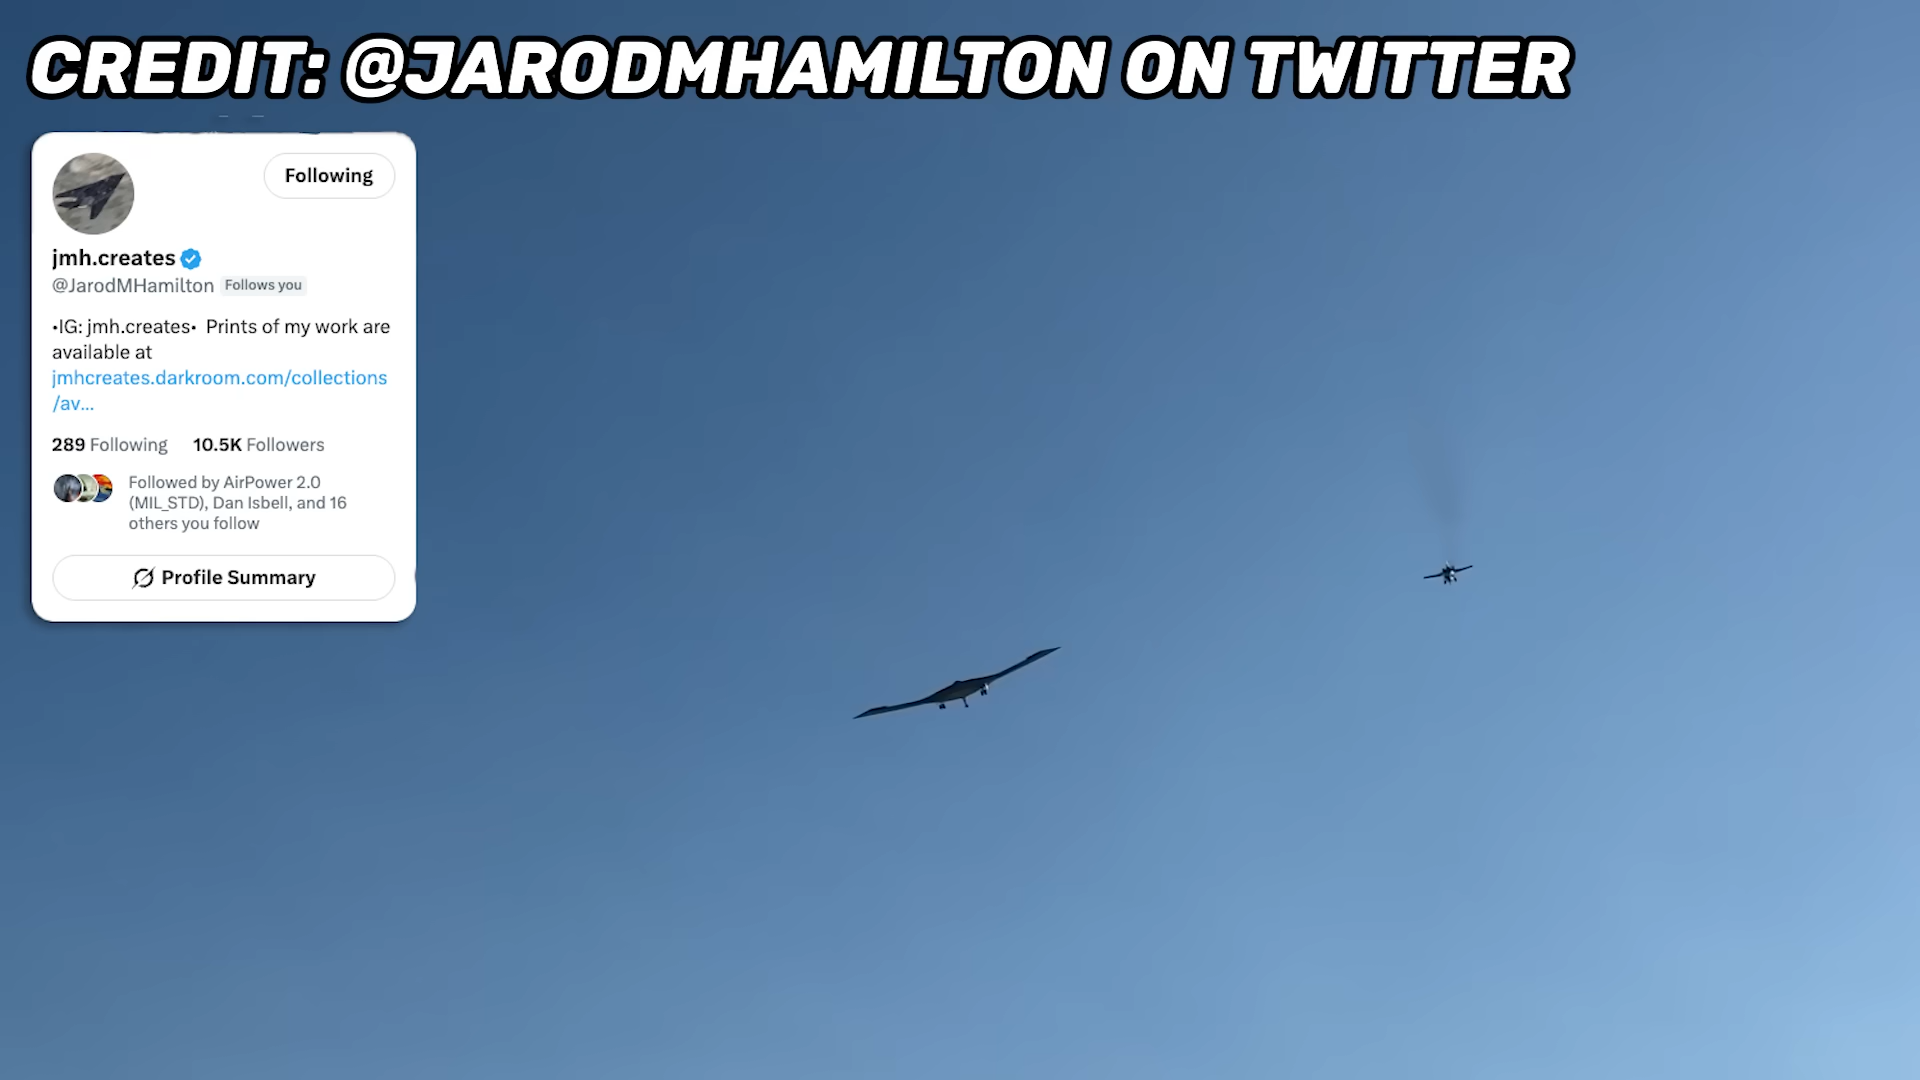 CREDIT: @JARODMHAMILTON ON TWITTER
Following
jmh.creates
@JarodMHamilton Follows you
•IG: jmh.creates• Prints of my work are
available at
jmhcreates.darkroom.com/collections
/av...
289 Following 10.5K Followers
Followed by AirPower 2.0
(MIL_STD), Dan Isbell, and 16
others you follow
Profile Summary